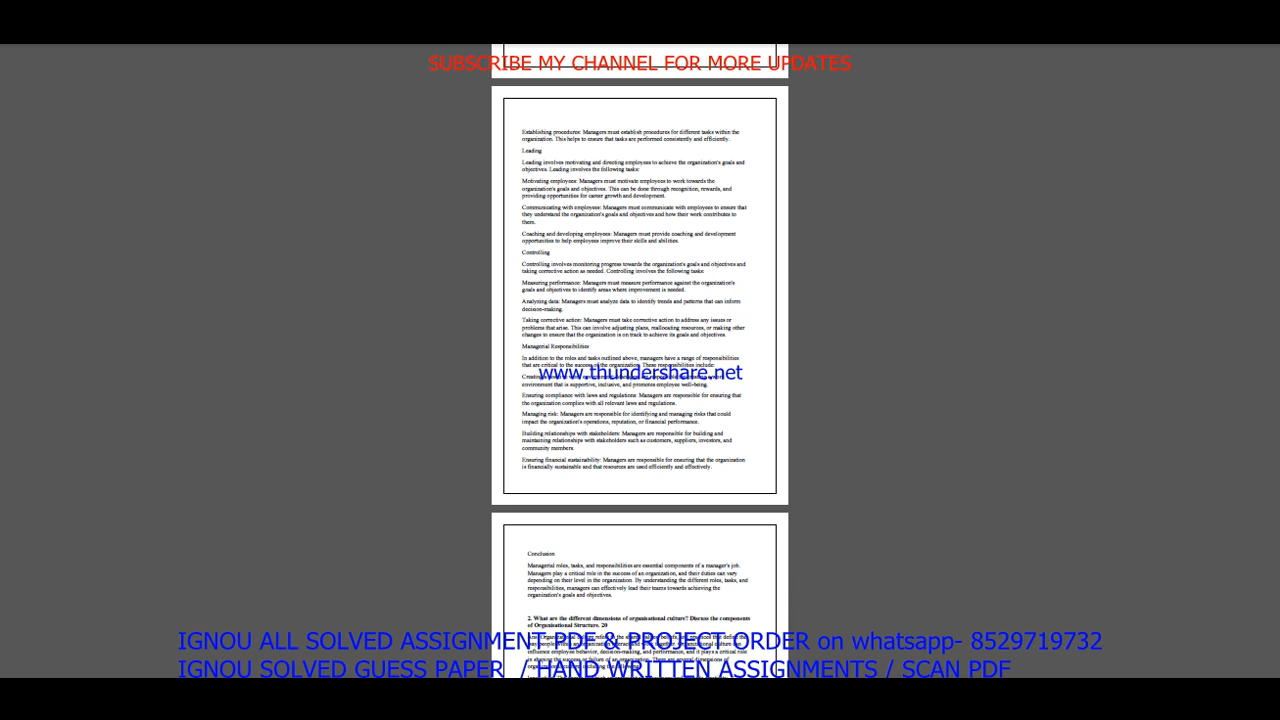 SUBSCRIBE MY CHANNEL FOR MORE UPDATES
Establishing procedures: Managers must establish procedures for different tasks within the
organization. This helps to ensure that tasks are performed consistently and efficiently.
Leading
Leading involves motivating and directing employees to achieve the organization's goals and
objectives. Leading involves the following tasks:
Motivating employees: Managers must motivate employees to work towards the
organization's goals and objectives. This can be done through recognition, rewards, and
providing opportunities for career growth and development.
Communicating with employees: Managers must communicate with employees to ensure that
they understand the organization's goals and objectives and how their work contributes to
them.
Coaching and developing employees: Managers must provide coaching and development
opportunities to help employees improve their skills and abilities.
Controlling
Controlling involves monitoring progress towards the organization's goals and objectives and
taking corrective action as needed. Controlling involves the following tasks:
Measuring performance: Managers must measure performance against the organization's
goals and objectives to identify areas where improvement is needed.
Analyzing data: Managers must analyze data to identify trends and patterns that can inform
decision-making.
Taking corrective action: Managers must take corrective action to address any issues or
problems that arise. This can involve adjusting plans, reallocating resources, or making other
changes to ensure that the organization is on track to achieve its goals and objectives.
Managerial Responsibilities
In addition to the roles and tasks outlined above, managers have a range of responsibilities
that are critical to the success of the organization. These responsibilities include:
www.thundershare.net
environment that is supportive, inclusive, and promotes employee well-being.
Ensuring compliance with laws and regulations: Managers are responsible for ensuring that
the organization complies with all relevant laws and regulations.
Managing risk: Managers are responsible for identifying and managing risks that could
impact the organization's operations, reputation, or financial performance.
Building relationships with stakeholders: Managers are responsible for building and
maintaining relationships with stakeholders such as customers, suppliers, investors, and
community members.
Ensuring financial sustainability: Managers are responsible for ensuring that the organization
is financially sustainable and that resources are used efficiently and effectively.
Conclusion
Managerial roles, tasks, and responsibilities are essential components of a manager's job.
Managers play a critical role in the success of an organization, and their duties can vary
depending on their level in the organization. By understanding the different roles, tasks, and
responsibilities, managers can effectively lead their teams towards achieving the
organization's goals and objectives.
2. What are the different dimensions of organisational culture? Discuss the components
of Organisational Structure. 20
IGNOU ALL SOLVED ASSIGNMENT PDF & PROJECT ORDER on whatsapp- 8529719732
influence employee behavior, decision-making, and performance, and it plays a critical role
IGNOU SOLVED GUESS PAPER / HAND WRITTEN ASSIGNMENTS / SCAN PDF